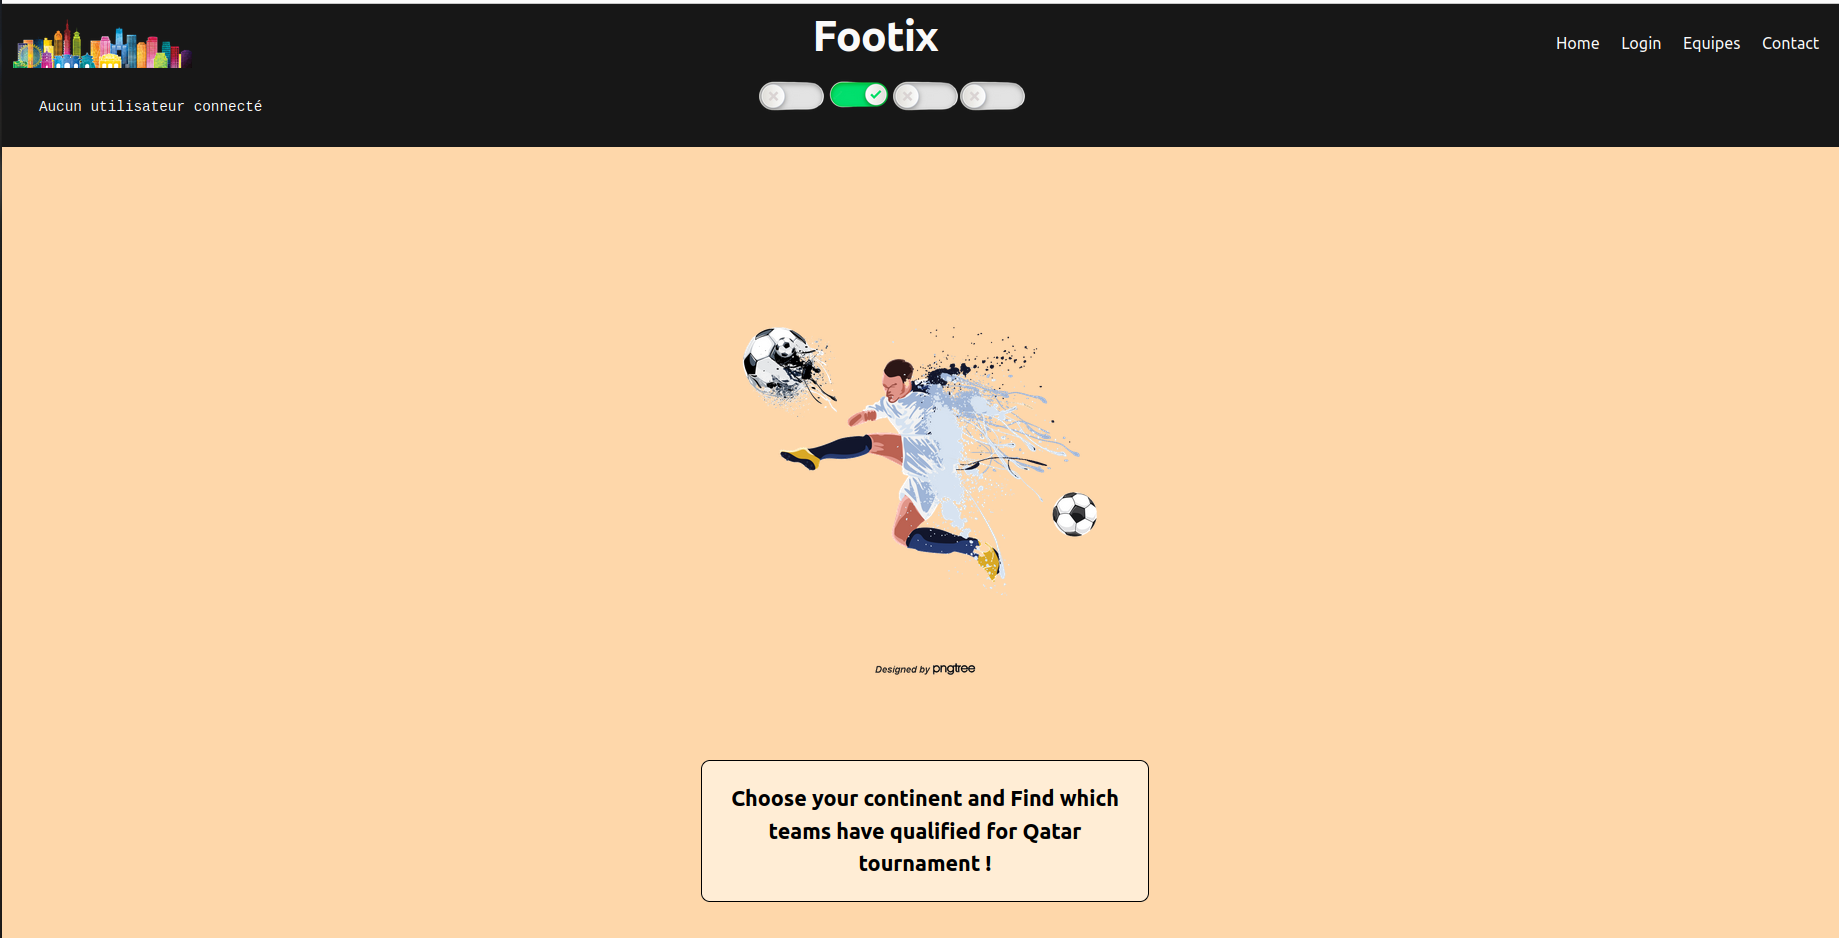 Footix
Home Login Equipes Contact
Aucun utilisateur connecté
Designed by pngtree
Choose your continent and Find which
teams have qualified for Qatar
tournament !